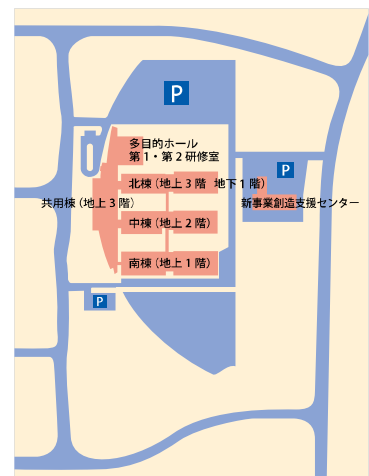 P
多目的ホール
第1・第2研修室
P
北棟（地上3階　地下1階）
共用棟（地上3階）
新事業創造支援センター
中棟（地上2階）
南棟（地上1階）
P